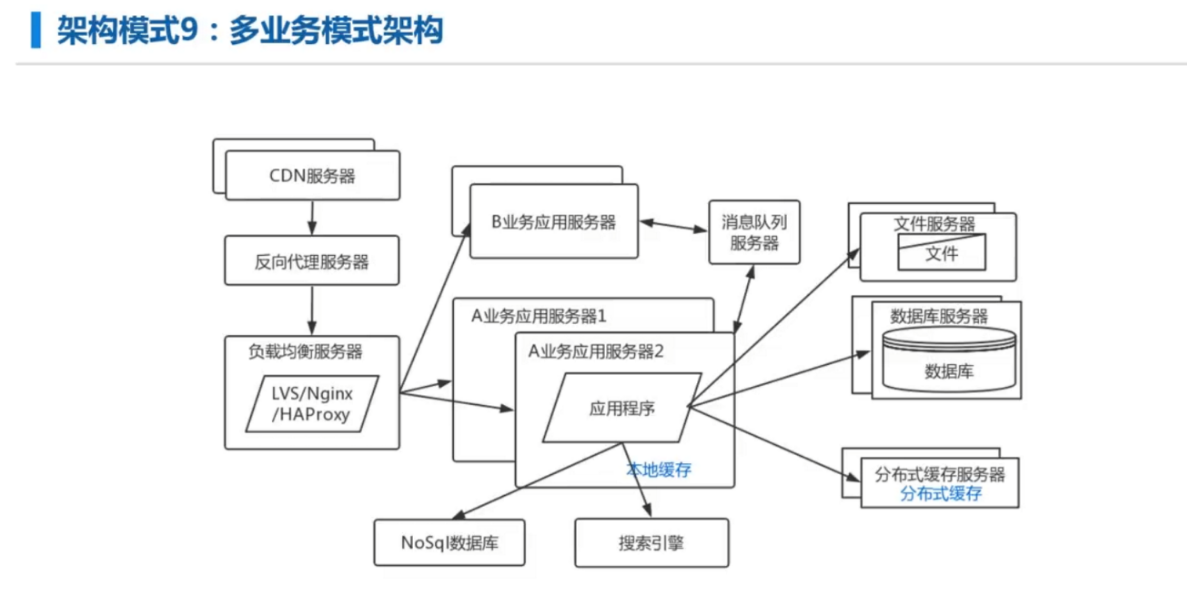 架构模式9：多业务模式架构
CDN服务器
反向代理服务器
负载均衡服务器
LVS/Nginx
/HAProxy
B业务应用服务器
消息队列
服务器
A业务应用服务器1
A业务应用服务器2
应用程序
本地缓存
文件服务器
文件
数据库服务器
数据库
分布式缓存服务器
分布式缓存
NoSql数据库
搜索引擎